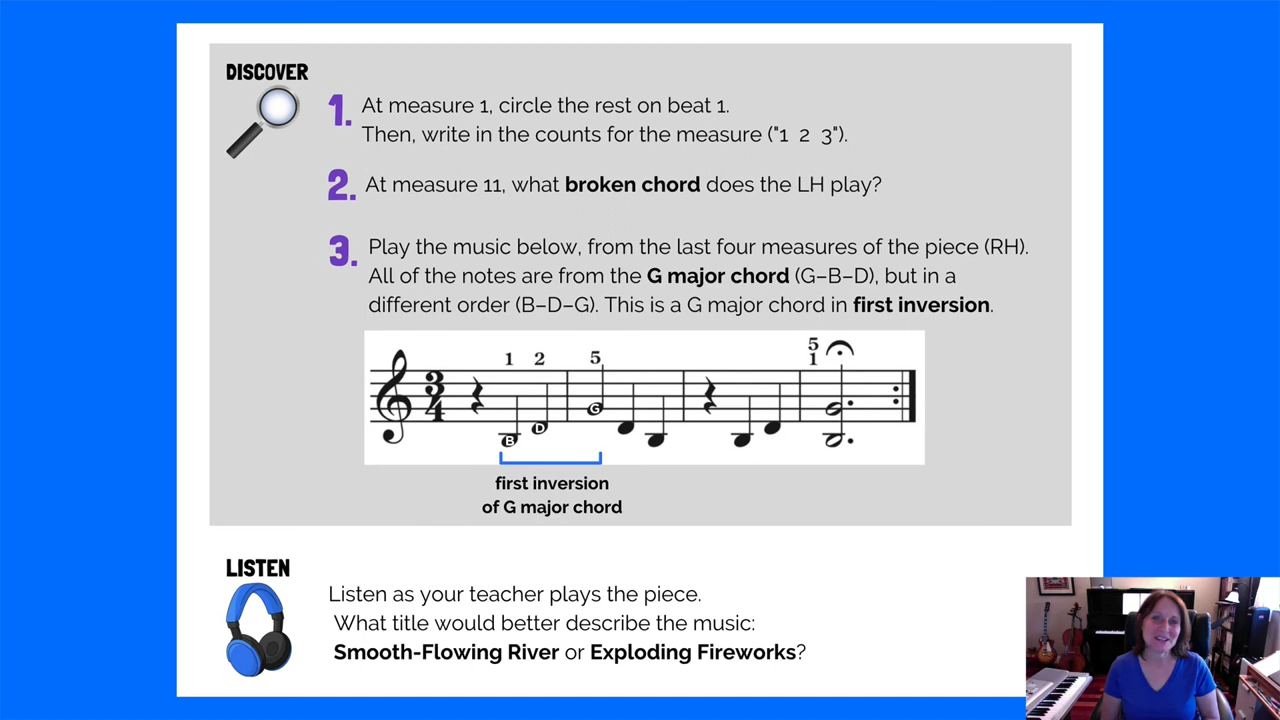 DISCOVER
1. At measure 1, circle the rest on beat 1.
Then, write in the counts for the measure ("1 2 3").
2. At measure 11, what broken chord does the LH play?
3. Play the music below, from the last four measures of the piece (RH).
All of the notes are from the G major chord (G–B–D), but in a
different order (B–D–G). This is a G major chord in first inversion.
1 2 5 5
1
3
4
B D G
first inversion
of G major chord
LISTEN
Listen as your teacher plays the piece.
What title would better describe the music:
Smooth-Flowing River or Exploding Fireworks?